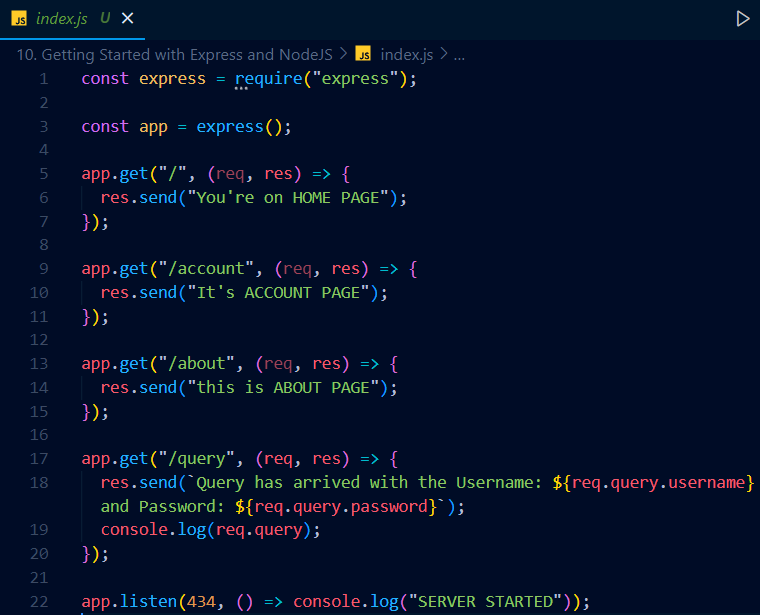 JS index.js U ×
10. Getting Started with Express and NodeJS > JS index.js > ...
1 const express = require("express");
2
3 const app = express();
4
5 app.get("/", (req, res) => {
6 res.send("You're on HOME PAGE");
7 });
8
9 app.get("/account", (req, res) => {
10 res.send("It's ACCOUNT PAGE");
11 });
12
13 app.get("/about", (req, res) => {
14 res.send("this is ABOUT PAGE");
15 });
16
17 app.get("/query", (req, res) => {
18 res.send(`Query has arrived with the Username: ${req.query.username}
and Password: ${req.query.password}`);
19 console.log(req.query);
20 });
21
22 app.listen(434, () => console.log("SERVER STARTED"));